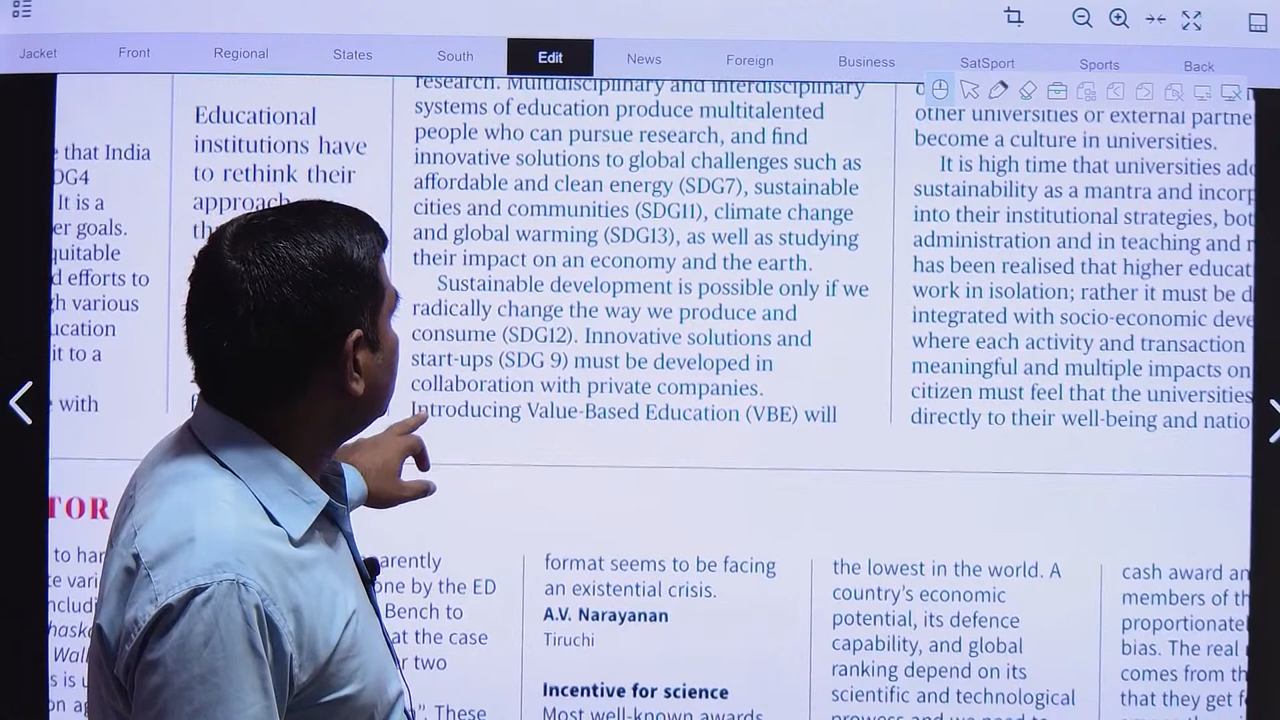 Jacket
Front
Regional
States
South
Edit
News
Foreign
Business
SatSport
Sports
Back
that India
It is a
er goals.
quitable
efforts to
various
it to a
with
Educational
institutions have
to rethink their
approach
research. Multidisciplinary and interdisciplinary
systems of education produce multitalented
people who can pursue research, and find
innovative solutions to global challenges such as
affordable and clean energy (SDG7), sustainable
cities and communities (SDG11), climate change
and global warming (SDG13), as well as studying
their impact on an economy and the earth.
Sustainable development is possible only if we
radically change the way we produce and
consume (SDG12). Innovative solutions and
start-ups (SDG 9) must be developed in
collaboration with private companies.
Introducing Value-Based Education (VBE) will
other universities or external partne
become a culture in universities.
It is high time that universities ado
sustainability as a mantra and incorp
into their institutional strategies, bot
administration and in teaching and r
has been realised that higher educat
work in isolation; rather it must be d
integrated with socio-economic deve
where each activity and transaction
meaningful and multiple impacts on
citizen must feel that the universities
directly to their well-being and natio
TOR
to har
arently
one by the ED
Bench to
at the case
r two
". These
format seems to be facing
an existential crisis.
A.V. Narayanan
Tiruchi
Incentive for science
Most well-known awards
the lowest in the world. A
country's economic
potential, its defence
capability, and global
ranking depend on its
scientific and technological
prowess and we need to
cash award an
members of th
proportionatel
bias. The real
comes from th
that they get f